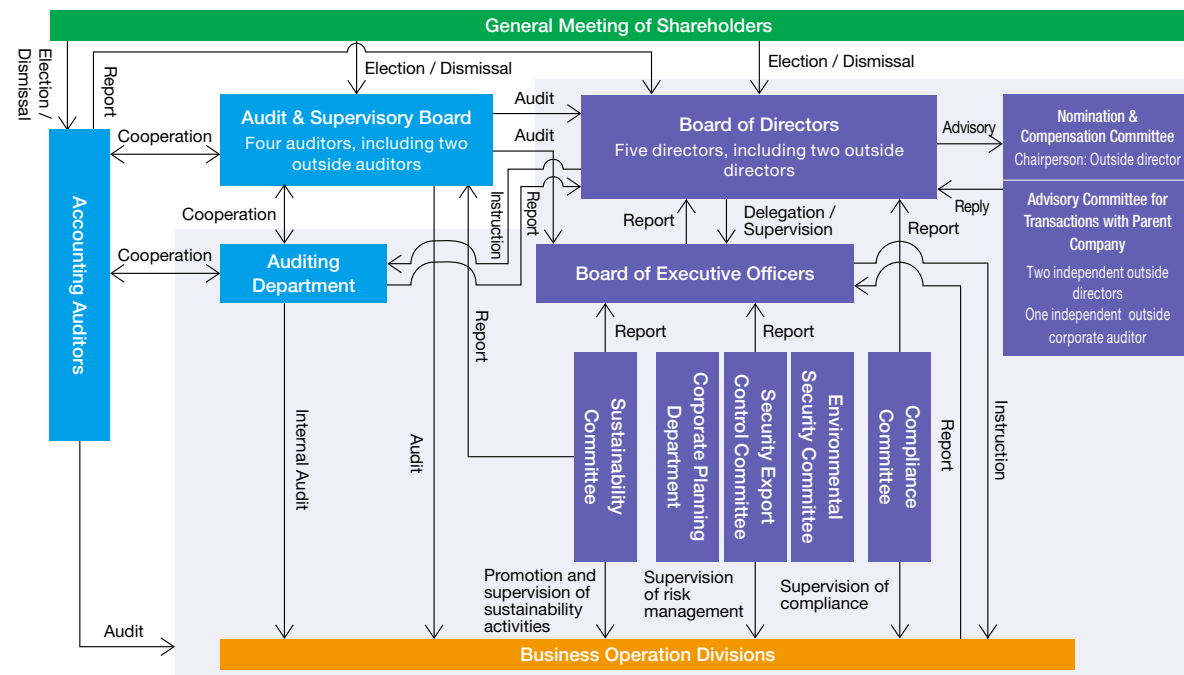 General Meeting of Shareholders
Election /
Dismissal
Report
Election / Dismissal
Election / Dismissal
Audit & Supervisory Board
Four auditors, including two
outside auditors
Audit
Audit
Board of Directors
Five directors, including two outside
directors
Advisory
Reply
Nomination &
Compensation Committee
Chairperson: Outside director
Advisory Committee for
Transactions with Parent
Company
Two independent outside
directors
One independent outside
corporate auditor
Cooperation
Cooperation
Cooperation
Accounting Auditors
Auditing
Department
Instruction
Report
Report
Delegation /
Supervision
Report
Board of Executive Officers
Report
Report
Report
Sustainability
Committee
Corporate Planning
Department
Security Export
Control Committee
Environmental
Security Committee
Compliance
Committee
Report
Instruction
Internal Audit
Audit
Promotion and
supervision of
sustainability
activities
Supervision
of risk
management
Supervision of
compliance
Audit
Business Operation Divisions